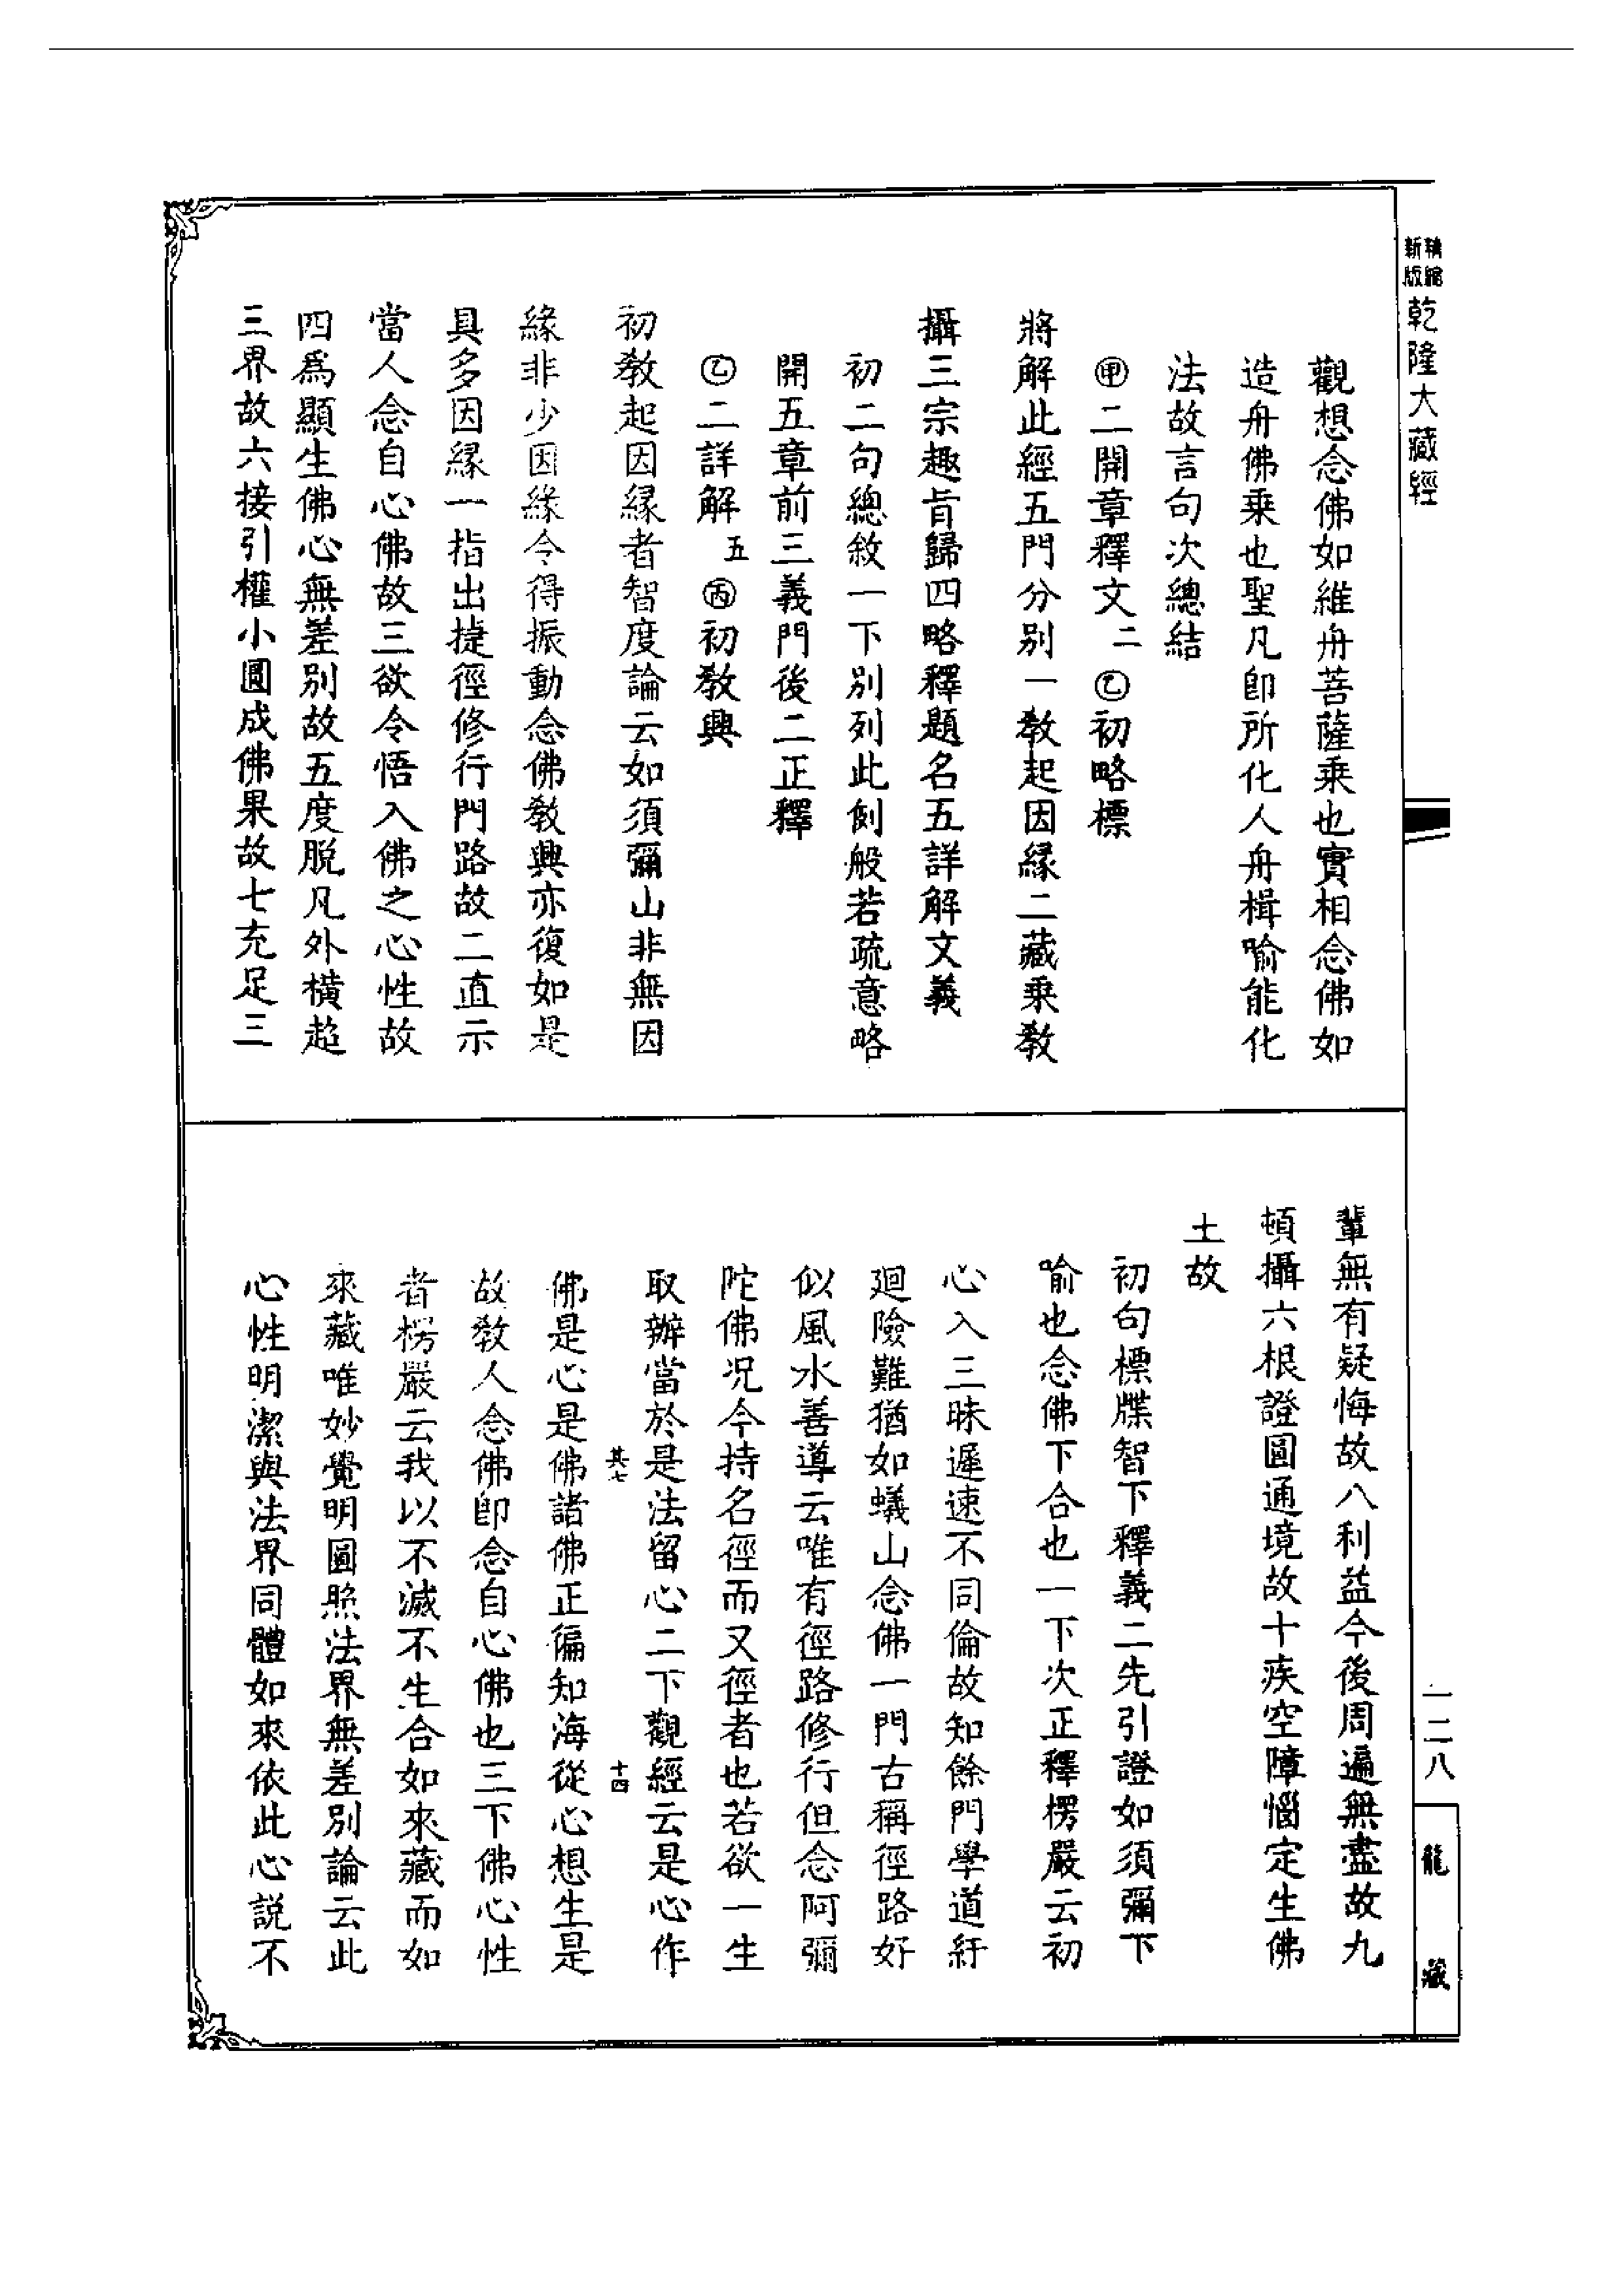 新版
精縮
乾隆大藏經
觀想念佛如維舟菩薩乘也實相念佛如
造舟佛乘也聖凡即所化人舟楫喻能化
法故言句次總結
㊙甲二開章釋文二 乙初略標
將解此經五門分別一教起因緣二藏乘教
攝三宗趣旨歸四略釋題名五詳解文義
初二句總敘一下別列此例般若疏意略
開五章前三義門後二正釋
乙二詳解五 丙初教興
初教起因緣者智度論云如須彌山非無因
緣非少因緣令得振動念佛教興亦復如是
具多因緣一指出捷徑修行門路故二直示
當人念自心佛故三欲令悟入佛之心性故
四爲顯生佛心無差別故五度脫凡外橫超
三界故六接引權小圓成佛果故七充足三
輩無有疑悔故八利益今後周遍無盡故九
頓攝六根證圓通境故十疾空障惱定生佛
土故
初句標牒智下釋義二先引證如須彌下
喻也念佛下合也一下次正釋楞嚴云初
心入三昧遲速不同倫故知餘門學道紆
迴險難猶如蟻山念佛一門古稱徑路好
似風水善導云唯有徑路修行但念阿彌
陀佛況今持名徑而又徑者也若欲一生
取辦當於是法留心二下觀經云是心作
其七
十四
佛是心是佛諸佛正徧知海從心想生是
故教人念佛即念自心佛也三下佛心性
者楞嚴云我以不滅不生合如來藏而如
來藏唯妙覺明圓照法界無差別論云此
心性明潔與法界同體如來依此心說不
一二八
龍藏